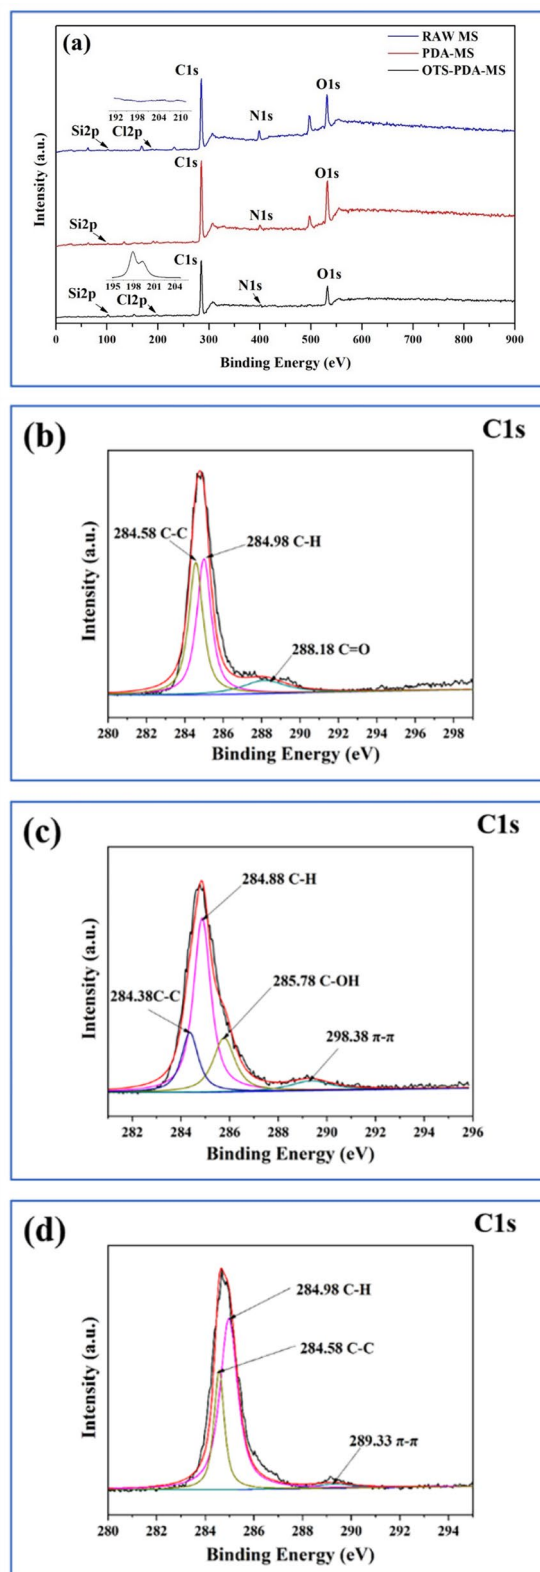 (a)
RAW MS
PDA-MS
OTS-PDA-MS
C1s
O1s
N1s
192 198 204 210
Si2p
Cl2p
C1s
O1s
N1s
Si2p
C1s
195 198 201 204
Si2p
Cl2p
N1s
O1s
Intensity (a.u.)
0 100 200 300 400 500 600 700 800 900
Binding Energy (eV)
(b)
C1s
284.58 C-C
284.98 C-H
288.18 C=O
Intensity (a.u.)
280 282 284 286 288 290 292 294 296 298
Binding Energy (eV)
(c)
C1s
284.88 C-H
284.38C-C
285.78 C-OH
298.38 π-π
Intensity (a.u.)
282 284 286 288 290 292 294 296
Binding Energy (eV)
(d)
C1s
284.98 C-H
284.58 C-C
289.33 π-π
Intensity (a.u.)
280 282 284 286 288 290 292 294
Binding Energy (eV)